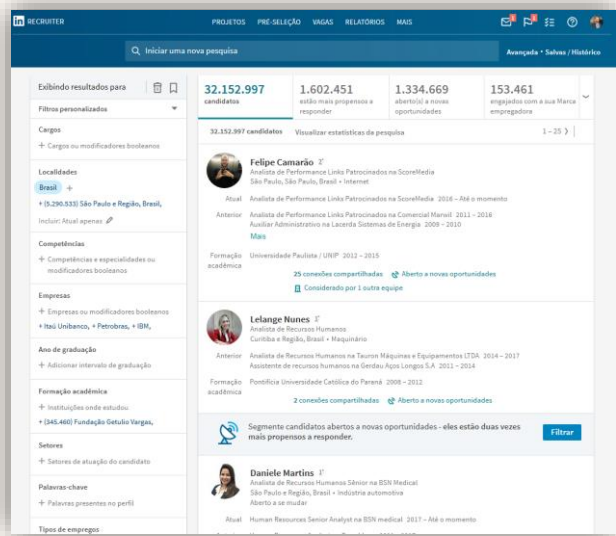 in RECRUITER
PROJETOS PRÉ-SELEÇÃO VAGAS RELATÓRIOS MAIS
Iniciar uma nova pesquisa
Avançada • Salvas / Histórico
Exibindo resultados para
Filtros personalizados
Cargos
+ Cargos ou modificadores booleanos
Localidades
Brasil +
+ (5.290.533) São Paulo e Região, Brasil,
Incluir: Atual apenas
Competências
+ Competências e especialidades ou
modificadores booleanos
Empresas
+ Empresas ou modificadores booleanos
+ Itaú Unibanco, + Petrobras, + IBM,
Ano de graduação
+ Adicionar intervalo de graduação
Formação acadêmica
+ Instituições onde estudou
+ (345.460) Fundação Getulio Vargas,
Setores
+ Setores de atuação do candidato
Palavras-chave
+ Palavras presentes no perfil
Tipos de empregos
32.152.997
candidatos
1.602.451
estão mais propensos a
responder
1.334.669
aberto(s) a novas
oportunidades
153.461
engajados com a sua Marca
empregadora
32.152.997 candidatos Visualizar estatísticas da pesquisa 1 – 25
Felipe Camarão 2º
Analista de Performance Links Patrocinados na ScoreMedia
São Paulo, São Paulo, Brasil • Internet
Atual Analista de Performance Links Patrocinados na ScoreMedia 2016 – Até o momento
Anterior Analista de Performance Links Patrocinados na Comercial 2011 – 2016
Auxiliar Administrativo na Lacerda Sistemas de Energia 2009 – 2010
Mais
Formação
acadêmica
Universidade Paulista / UNIP 2012 – 2015
25 conexões compartilhadas Aberto a novas oportunidades
Considerado por 1 outra equipe
Lelange Nunes 2º
Analista de Recursos Humanos
Curitiba e Região, Brasil • Maquinário
Anterior Analista de Recursos Humanos na Tauron Máquinas e Equipamentos LTDA 2014 – 2017
Assistente de recursos humanos na Gerdau Aços Longos S.A 2011 – 2014
Formação
acadêmica
Pontifícia Universidade Católica do Paraná 2008 – 2012
2 conexões compartilhadas Aberto a novas oportunidades
Segmente candidatos abertos a novas oportunidades - eles estão duas vezes
mais propensos a responder.
Filtrar
Daniele Martins 2º
Analista de Recursos Humanos Sênior na BSN Medical
São Paulo e Região, Brasil • Indústria automotiva
Aberto a se mudar
Atual Human Resources Senior Analyst na BSN medical 2017 – Até o momento